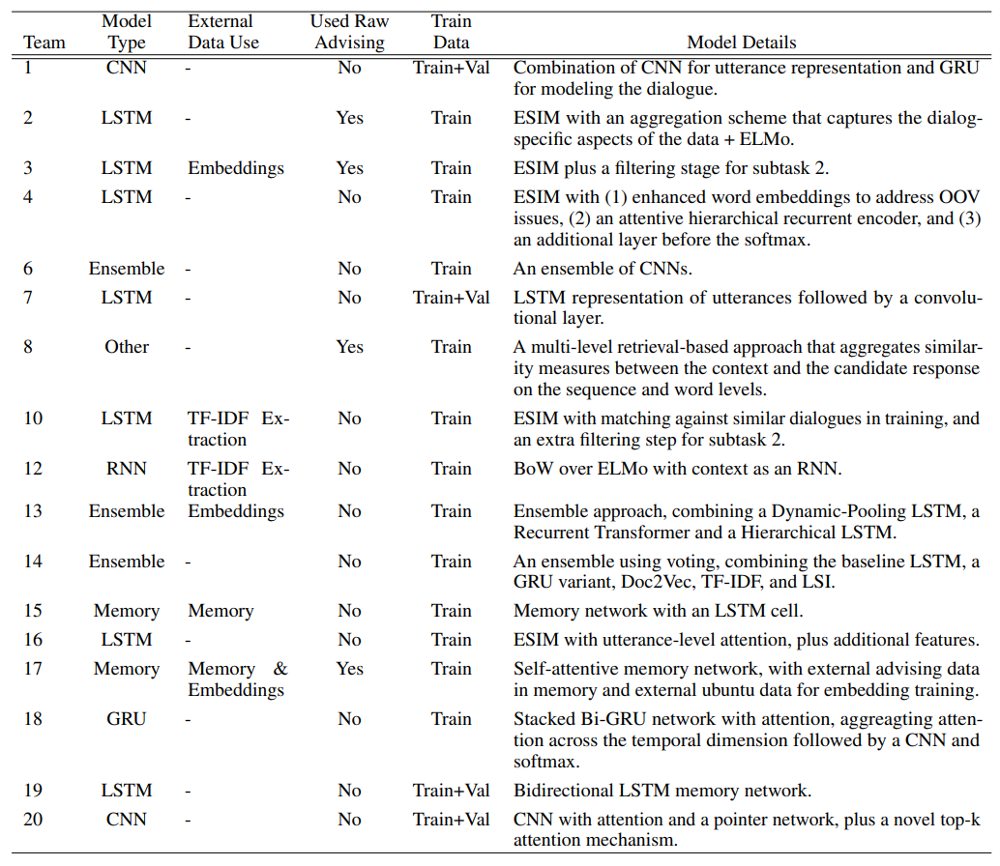 Model External Used Raw Train
Team Type Data Use Advising Data Model Details
1 CNN - No Train+Val Combination of CNN for utterance representation and GRU
for modeling the dialogue.
2 LSTM - Yes Train ESIM with an aggregation scheme that captures the dialog-
specific aspects of the data + ELMo.
3 LSTM Embeddings Yes Train ESIM plus a filtering stage for subtask 2.
4 LSTM - No Train ESIM with (1) enhanced word embeddings to address OOV
issues, (2) an attentive hierarchical recurrent encoder, and (3)
an additional layer before the softmax.
6 Ensemble - No Train An ensemble of CNNs.
7 LSTM - No Train+Val LSTM representation of utterances followed by a convolu-
tional layer.
8 Other - Yes Train A multi-level retrieval-based approach that aggregates similar-
ity measures between the context and the candidate response
on the sequence and word levels.
10 LSTM TF-IDF Ex- No Train ESIM with matching against similar dialogues in training, and
traction an extra filtering step for subtask 2.
12 RNN TF-IDF Ex- No Train BoW over ELMo with context as an RNN.
traction
13 Ensemble Embeddings No Train Ensemble approach, combining a Dynamic-Pooling LSTM, a
Recurrent Transformer and a Hierarchical LSTM.
14 Ensemble - No Train An ensemble using voting, combining the baseline LSTM, a
GRU variant, Doc2Vec, TF-IDF, and LSI.
15 Memory Memory No Train Memory network with an LSTM cell.
16 LSTM - No Train ESIM with utterance-level attention, plus additional features.
17 Memory Memory & Yes Train Self-attentive memory network, with external advising data
Embeddings in memory and external ubuntu data for embedding training.
18 GRU - No Train Stacked Bi-GRU network with attention, aggreagting atten-
tion across the temporal dimension followed by a CNN and
softmax.
19 LSTM - No Train+Val Bidirectional LSTM memory network.
20 CNN - No Train+Val CNN with attention and a pointer network, plus a novel top-k
attention mechanism.